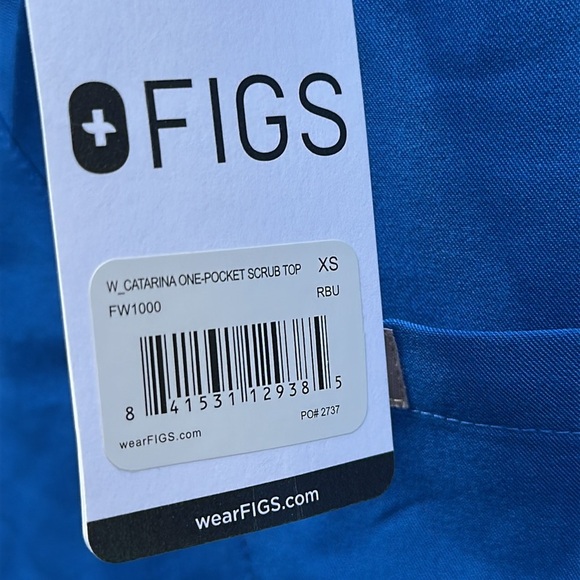 FIGS
W_CATARINA ONE-POCKET SCRUB TOP XS
FW1000 RBU
8 41531 12938 5
PO# 2737
wearFIGS.com
wearFIGS.com